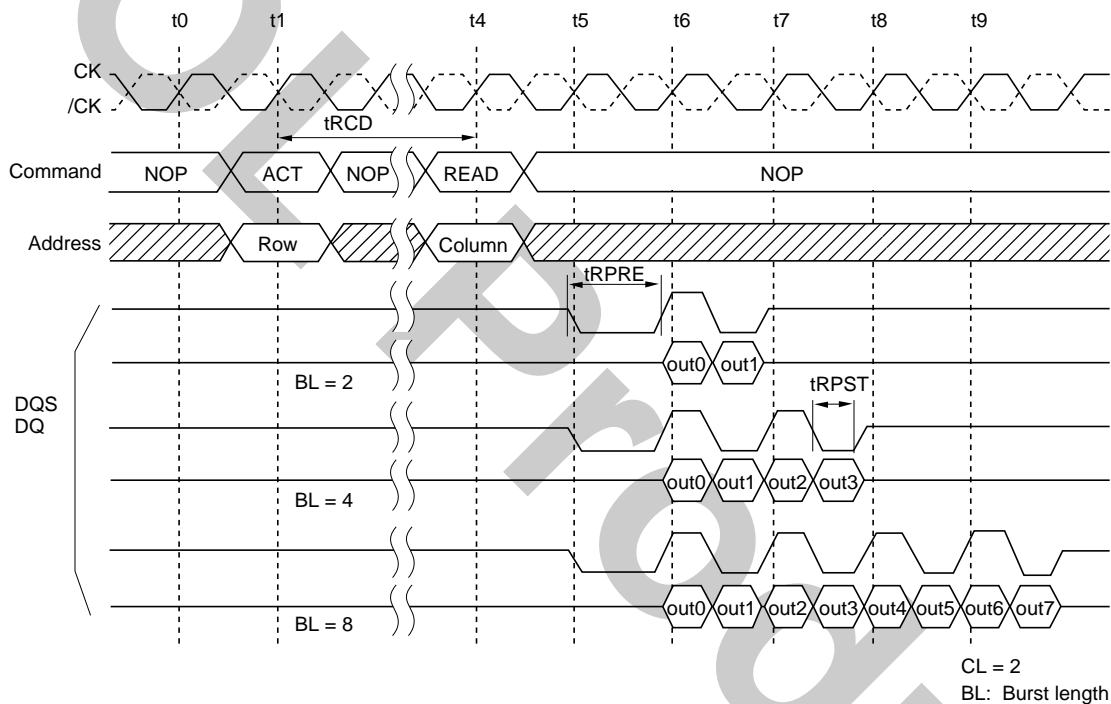 t0 t1 t4 t5 t6 t7 t8 t9
CK
/CK
tRCD
Command NOP ACT NOP READ NOP
Address Row Column
tRPRE
out0 out1
BL = 2
tRPST
DQS
DQ
out0 out1 out2 out3
BL = 4
out0 out1 out2 out3 out4 out5 out6 out7
BL = 8
CL = 2
BL: Burst length